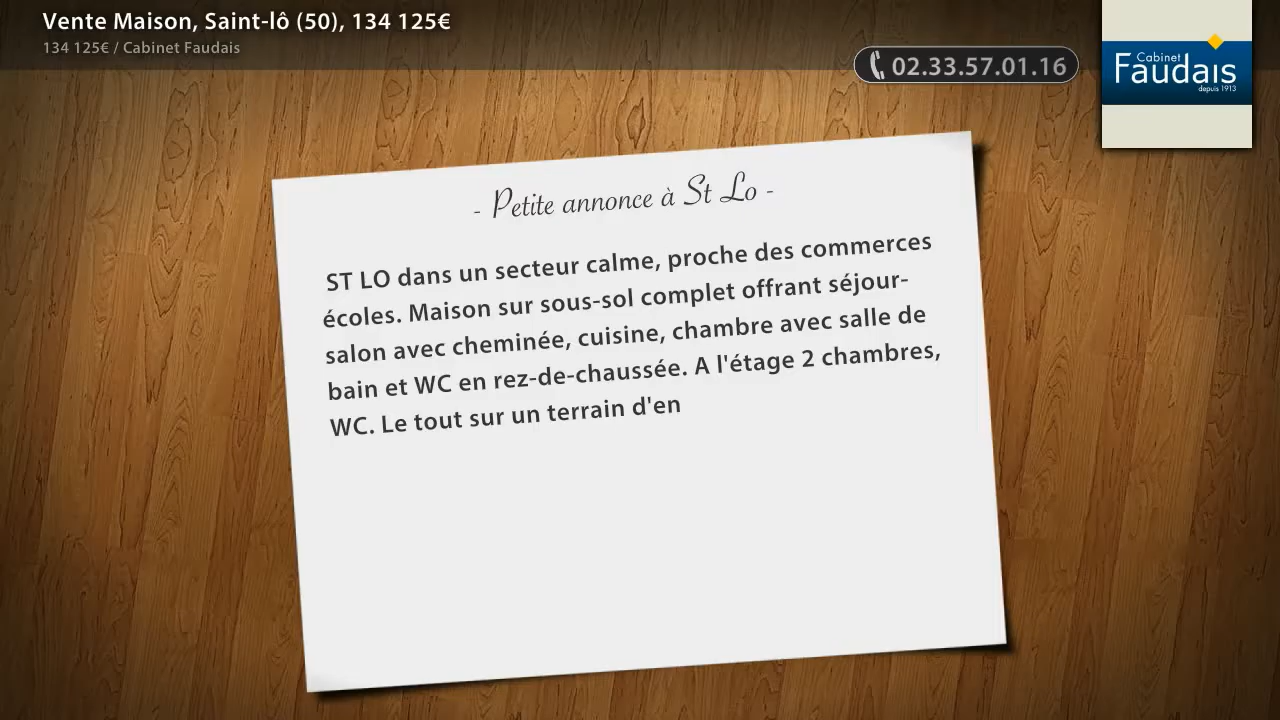 Vente Maison, Saint-lô (50), 134 125€
134 125€ / Cabinet Faudais
02.33.57.01.16
Cabinet
Faudais
depuis 1913
- Petite annonce à St Lo -
ST LO dans un secteur calme, proche des commerces
écoles. Maison sur sous-sol complet offrant séjour-
salon avec cheminée, cuisine, chambre avec salle de
bain et WC en rez-de-chaussée. A l'étage 2 chambres,
WC. Le tout sur un terrain d'en